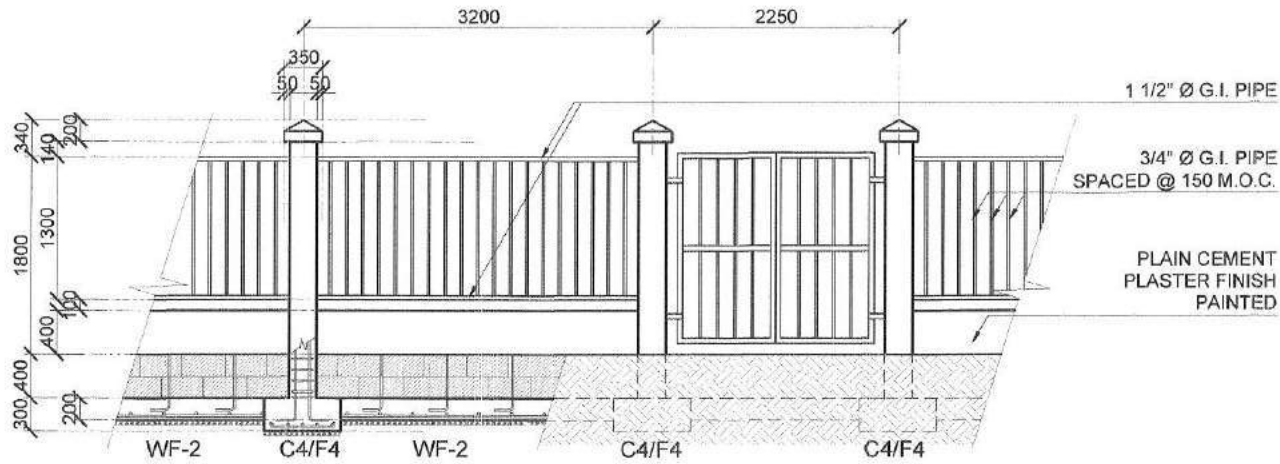 3200
2250
350
50
50
1 1/2" Ø G.I. PIPE
340
200
140
3/4" Ø G.I. PIPE
SPACED @ 150 M.O.C.
1800
1300
100
400
PLAIN CEMENT
PLASTER FINISH
PAINTED
400
300
200
WF-2
C4/F4
WF-2
C4/F4
C4/F4